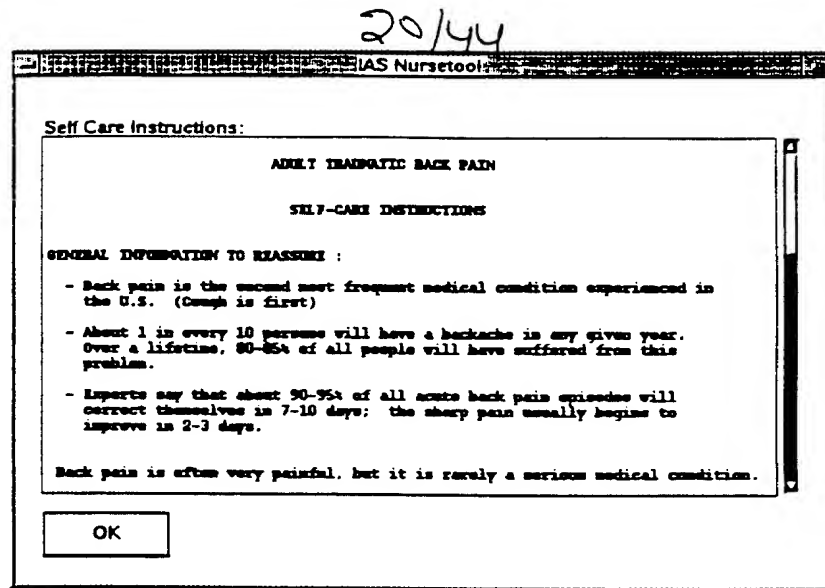 20/44
IAS Nursetool
Self Care Instructions:
ADULT TRAUMATIC BACK PAIN
SELF-CARE INSTRUCTIONS
GENERAL INFORMATION TO REASSURE :
- Back pain is the second most frequent medical condition experienced in
the U.S. (Cough is first)
- About 1 in every 10 persons will have a backache in any given year.
Over a lifetime, 80-85% of all people will have suffered from this
problem.
- Experts say that about 90-95% of all acute back pain episodes will
correct themselves in 7-10 days; the sharp pain usually begins to
improve in 2-3 days.
Back pain is often very painful, but it is rarely a serious medical condition.
OK